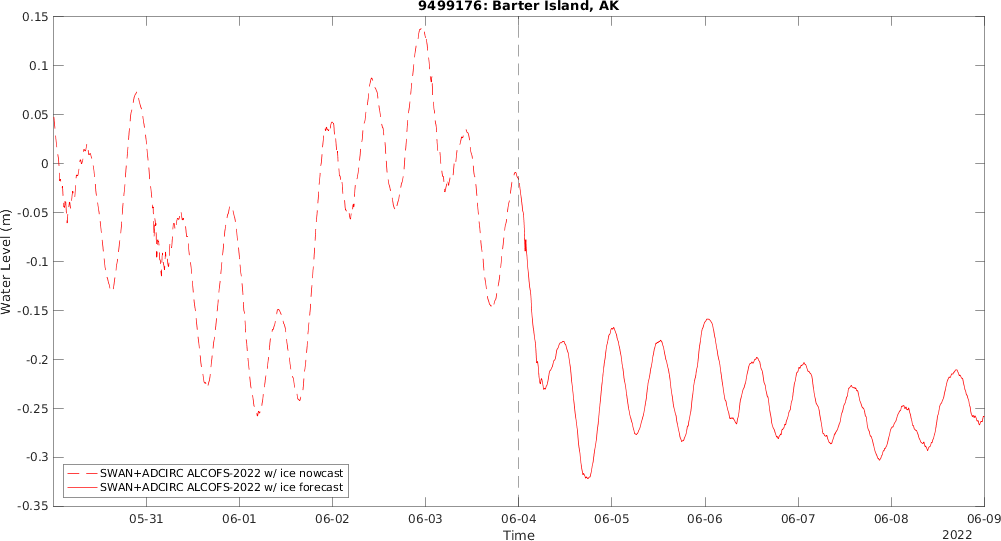 9499176: Barter Island, AK
0.15
0.1
0.05
0
-0.05
-0.1
-0.15
-0.2
-0.25
-0.3
-0.35
Water Level (m)
SWAN+ADCIRC ALCOFS-2022 w/ ice nowcast
SWAN+ADCIRC ALCOFS-2022 w/ ice forecast
05-31 06-01 06-02 06-03 06-04 06-05 06-06 06-07 06-08 06-09
Time
2022